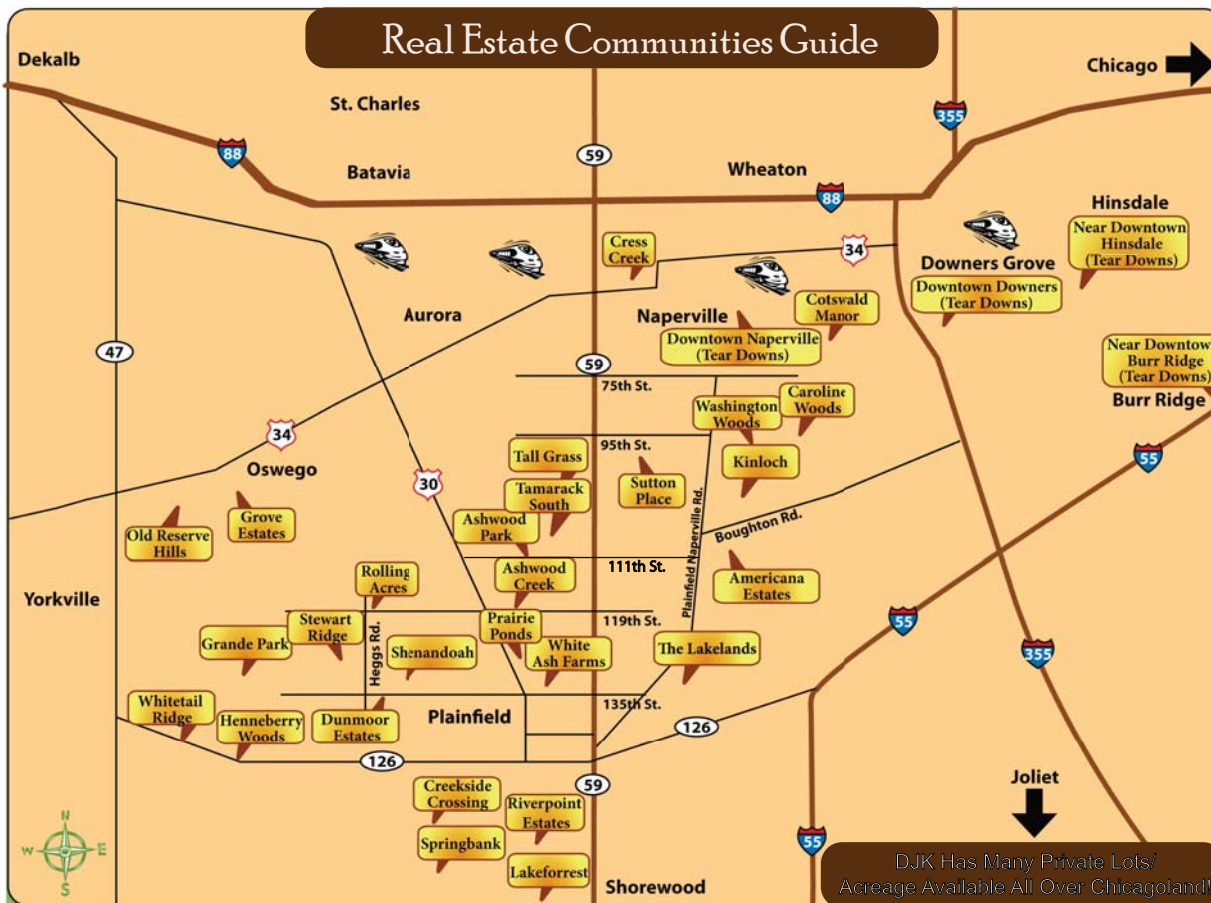 Real Estate Communities Guide
Dekalb
Chicago
St. Charles
355
88
59
Batavia
Wheaton
88
Hinsdale
Near Downtown
Hinsdale
(Tear Downs)
Cress
Creek
34
Downers Grove
Downtown Downers
(Tear Downs)
Cotswald
Manor
Aurora
Naperville
Downtown Naperville
(Tear Downs)
47
59
Near Downtow
Burr Ridge
(Tear Downs)
Burr Ridge
75th St.
Washington
Woods
Caroline
Woods
34
95th St.
Oswego
Tall Grass
Kinloch
55
30
Tamarack
South
Sutton
Place
Grove
Estates
Old Reserve
Hills
Ashwood
Park
Plainfield Naperville Rd.
Boughton Rd.
111th St.
Rolling
Acres
Ashwood
Creek
Americana
Estates
Yorkville
119th St.
55
Stewart
Ridge
Prairie
Ponds
Grande Park
Heggs Rd.
Shenandoah
White
Ash Farms
The Lakelands
355
Whitetail
Ridge
Henneberry
Woods
Dunmoor
Estates
Plainfield
135th St.
126
126
59
Joliet
Creekside
Crossing
Riverpoint
Estates
Springbank
55
Lakeforrest
Shorewood
N
W
E
S
DJK Has Many Private Lots/
Acreage Available All Over Chicagoland!